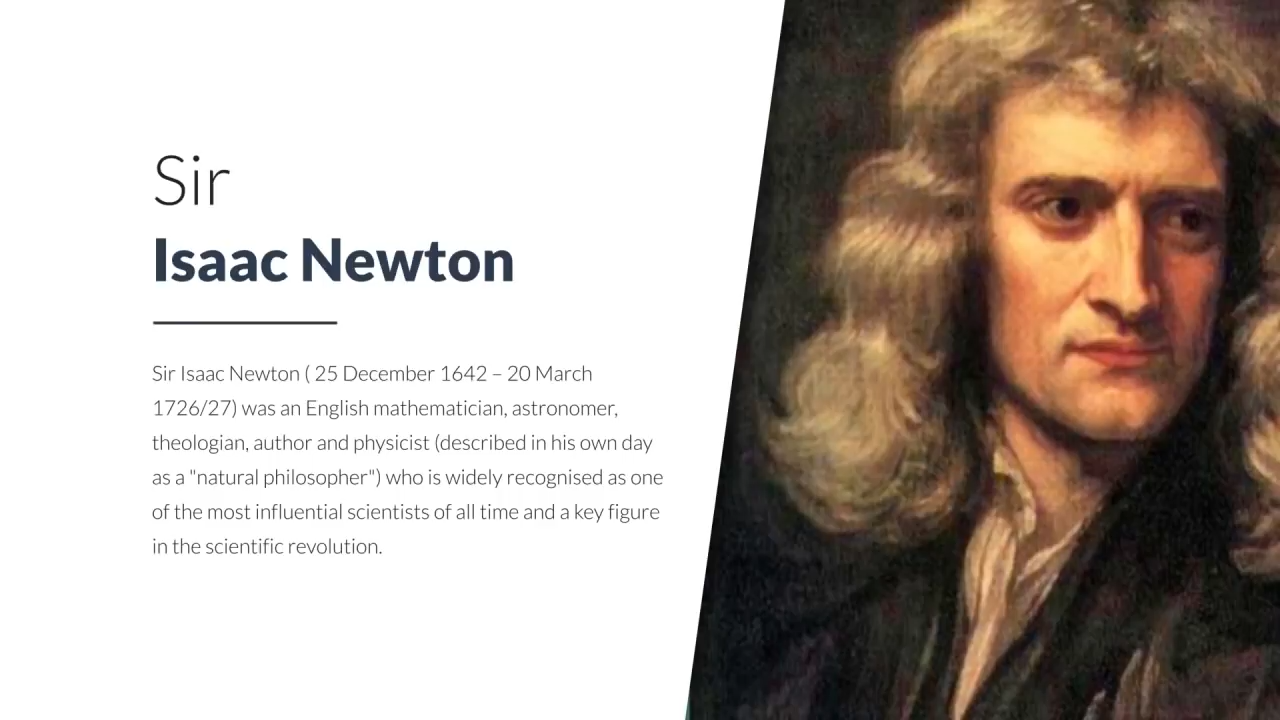 Sir
Isaac Newton
Sir Isaac Newton ( 25 December 1642 – 20 March
1726/27) was an English mathematician, astronomer,
theologian, author and physicist (described in his own day
as a "natural philosopher") who is widely recognised as one
of the most influential scientists of all time and a key figure
in the scientific revolution.